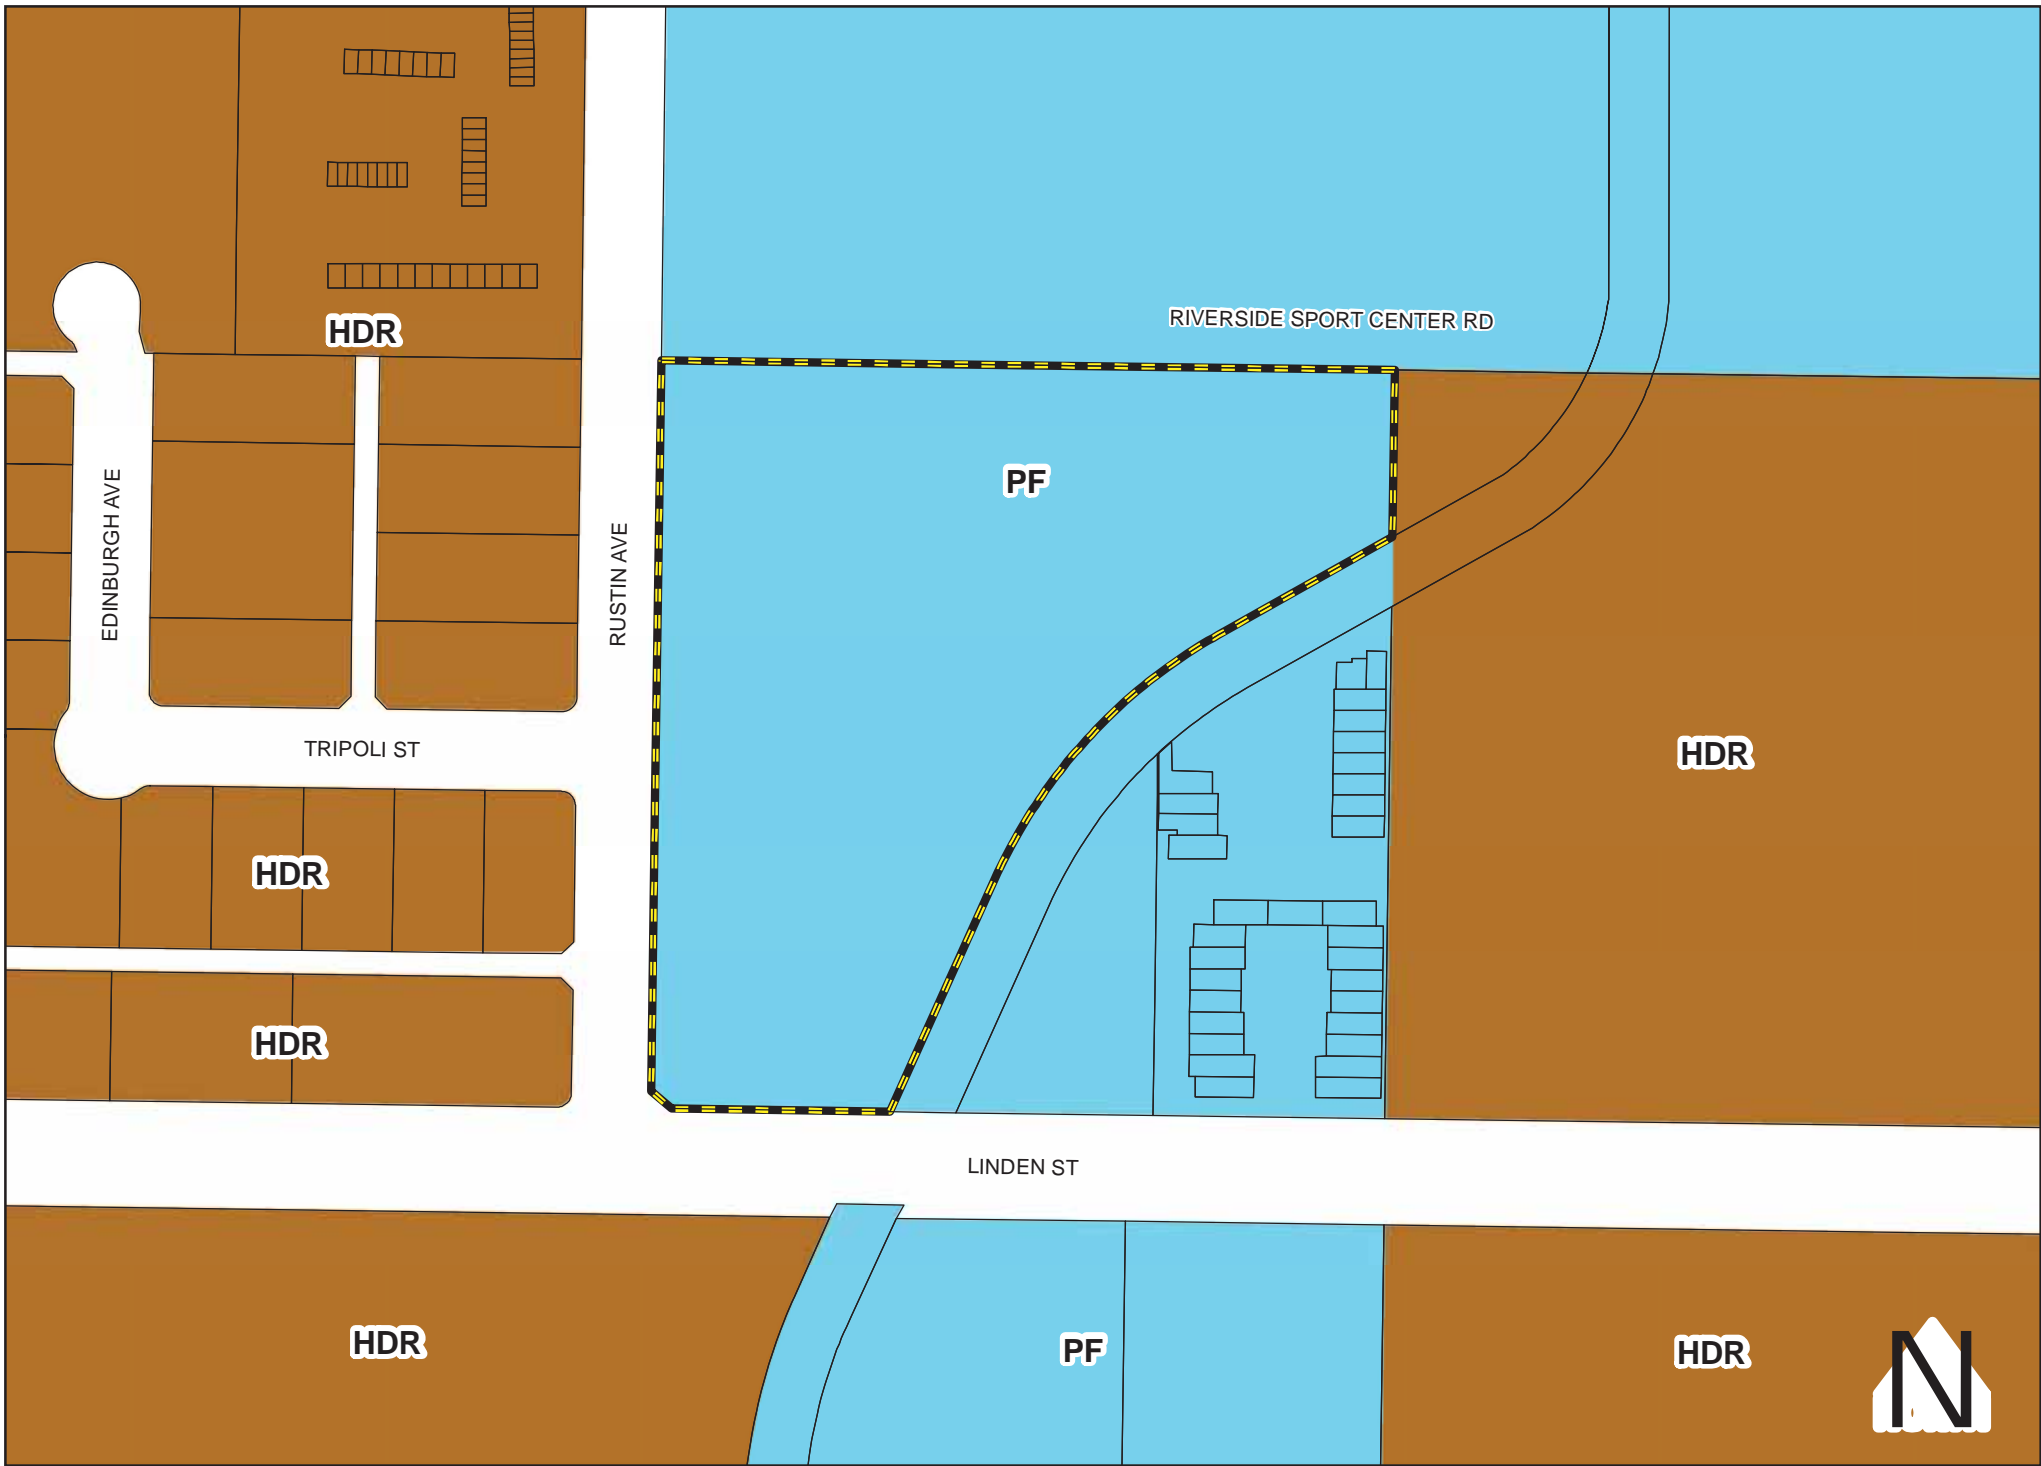 HDR
RIVERSIDE SPORT CENTER RD
PF
EDINBURGH AVE
RUSTIN AVE
TRIPOLI ST
HDR
HDR
HDR
LINDEN ST
HDR
PF
HDR
N